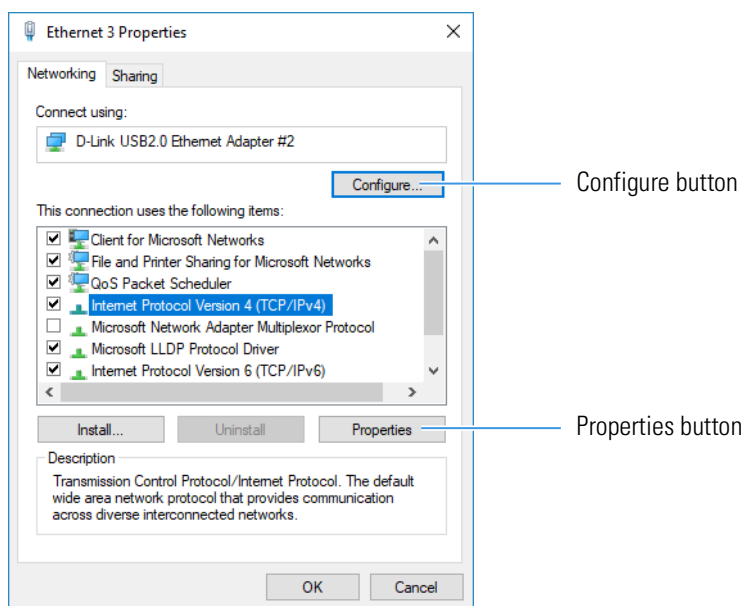 Ethernet 3 Properties
Networking
Sharing
Connect using:
D-Link USB2.0 Ethernet Adapter #2
Configure...
Configure button
This connection uses the following items:
Client for Microsoft Networks
File and Printer Sharing for Microsoft Networks
QoS Packet Scheduler
Internet Protocol Version 4 (TCP/IPv4)
Microsoft Network Adapter Multiplexor Protocol
Microsoft LLDP Protocol Driver
Internet Protocol Version 6 (TCP/IPv6)
Install...
Uninstall
Properties
Properties button
Description
Transmission Control Protocol/Internet Protocol. The default
wide area network protocol that provides communication
across diverse interconnected networks.
OK
Cancel